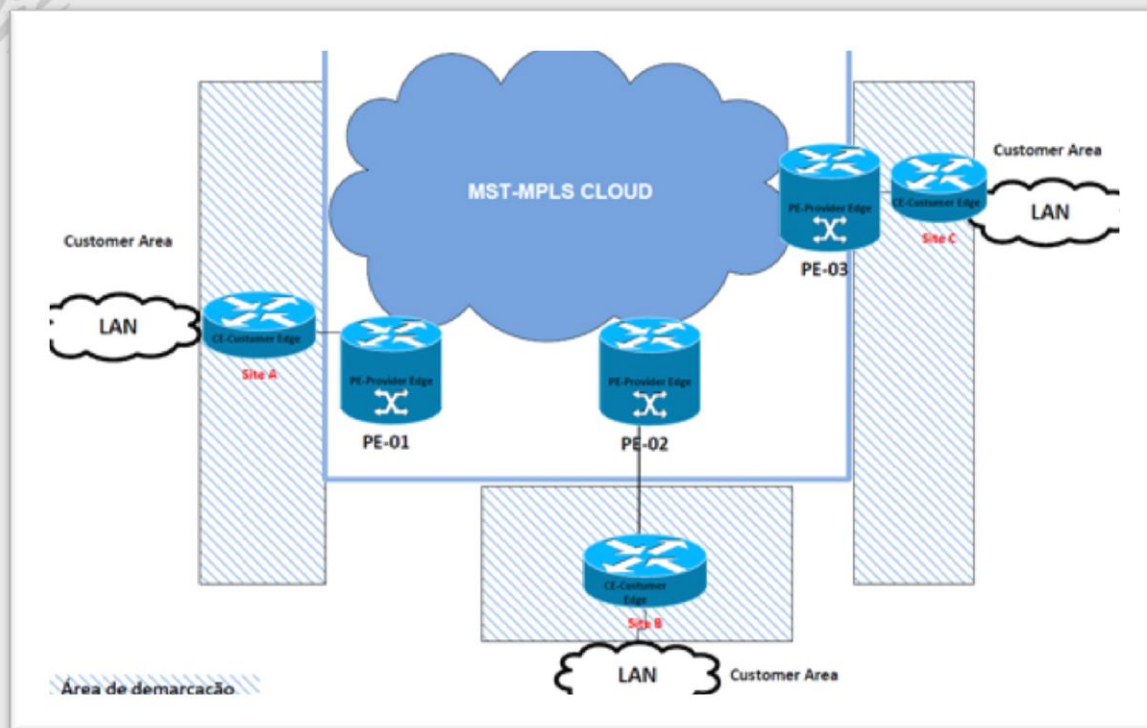 MST-MPLS CLOUD
Customer Area
PE-Provider Edge
CE-Customer Edge
LAN
Site C
PE-03
Customer Area
LAN
CE-Customer Edge
Site A
PE-Provider Edge
PE-01
PE-Provider Edge
PE-02
CE-Customer
Edge
Site B
LAN
Customer Area
Área de demarcação